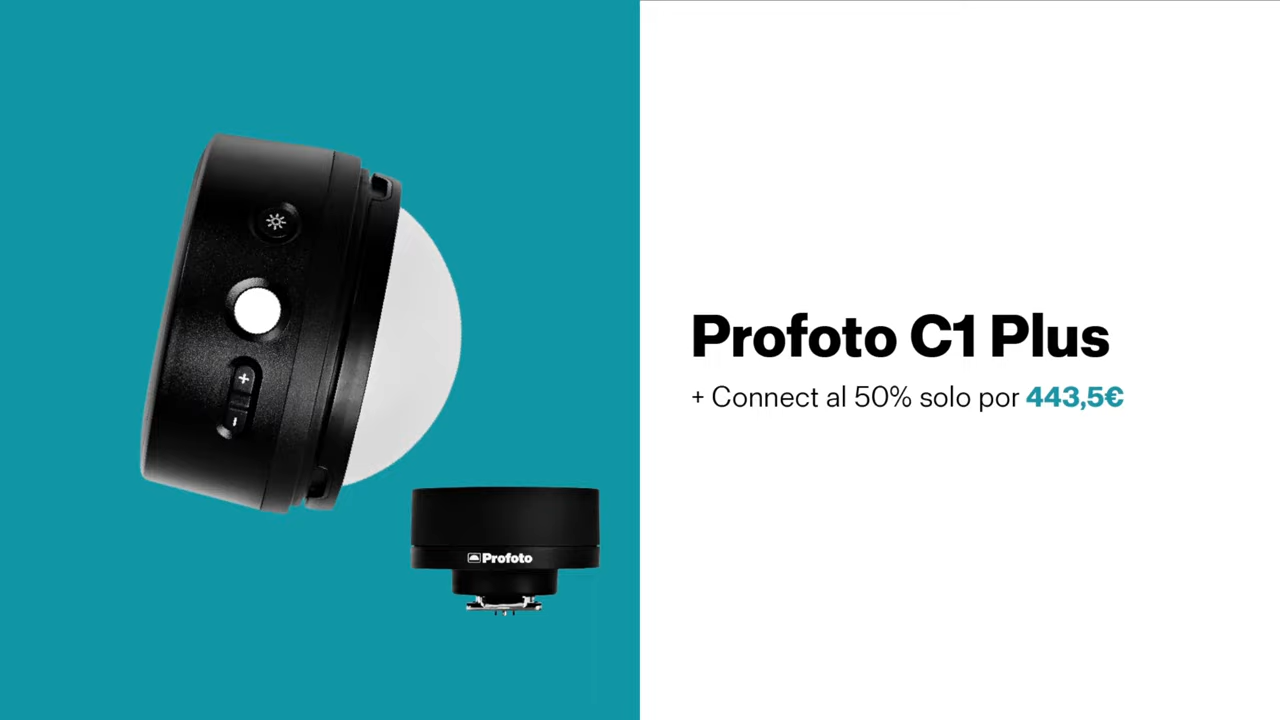 Profoto C1 Plus
+ Connect al 50% solo por 443,5€
Profoto